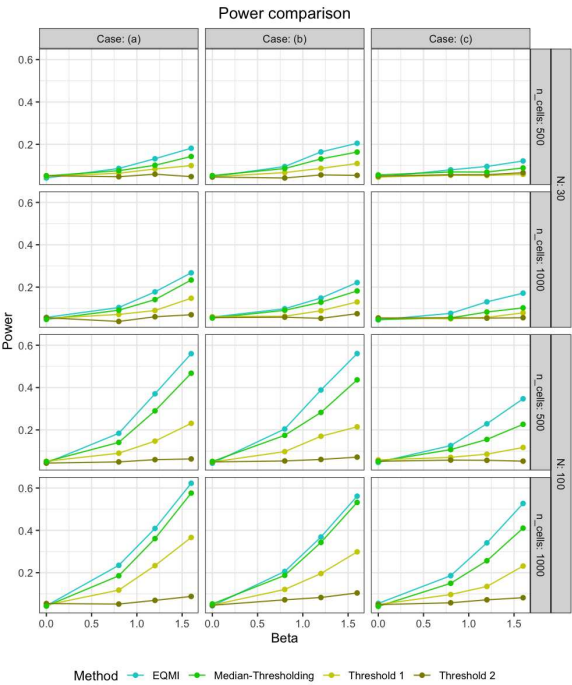 Power comparison
Case: (a) Case: (b) Case: (c)
0.6
0.4
0.2
n_cells: 500
N: 30
0.6
0.4
0.2
n_cells: 1000
Power
0.6
0.4
0.2
n_cells: 500
N: 100
0.6
0.4
0.2
n_cells: 1000
0.0 0.5 1.0 1.5 0.0 0.5 1.0 1.5 0.0 0.5 1.0 1.5
Beta
Method EQMI Median-Thresholding Threshold 1 Threshold 2